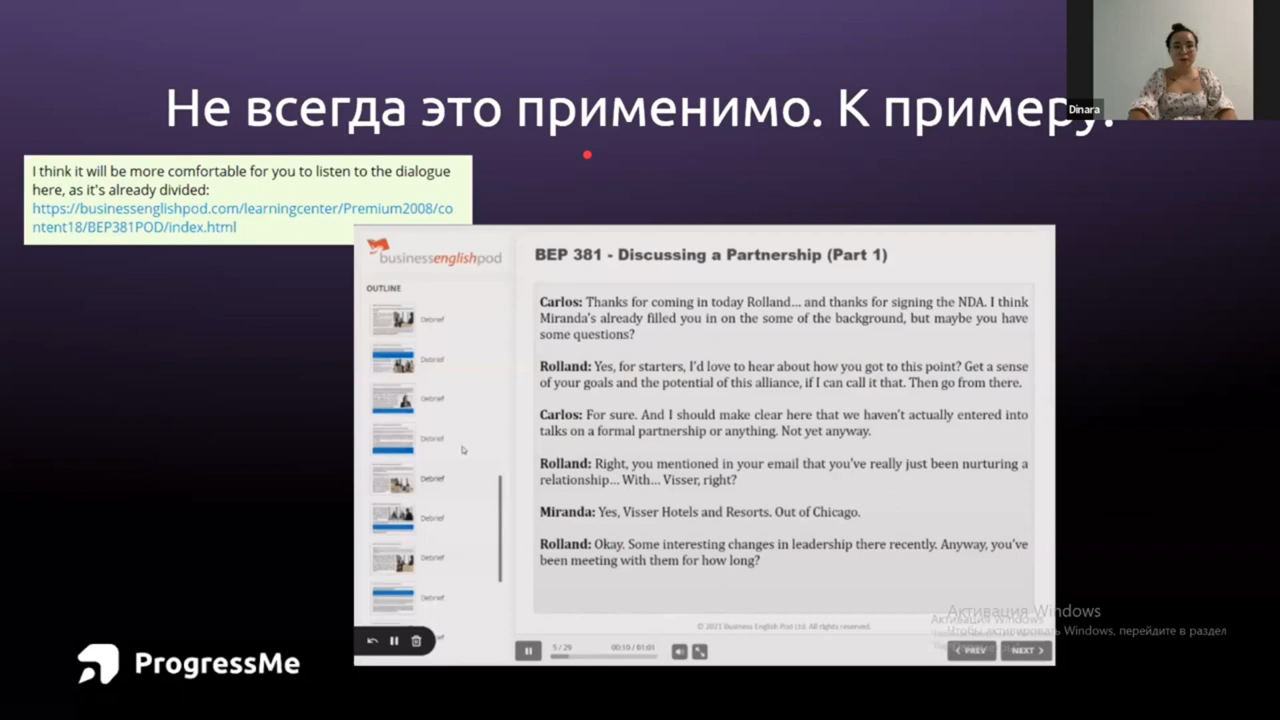 Не всегда это применимо. К примеру:
Dinara
I think it will be more comfortable for you to listen to the dialogue
here, as it's already divided:
https://businessenglishpod.com/learningcenter/Premium2008/co
ntent18/BEP381POD/index.html
businessenglishpod
OUTLINE
Debrief
Debrief
Debrief
Debrief
Debrief
Debrief
Debrief
Debrief
BEP 381 - Discussing a Partnership (Part 1)
Carlos: Thanks for coming in today Rolland... and thanks for signing the NDA. I think
Miranda's already filled you in on the some of the background, but maybe you have
some questions?
Rolland: Yes, for starters, I'd love to hear about how you got to this point? Get a sense
of your goals and the potential of this alliance, if I can call it that. Then go from there.
Carlos: For sure. And I should make clear here that we haven't actually entered into
talks on a formal partnership or anything. Not yet anyway.
Rolland: Right, you mentioned in your email that you've really just been nurturing a
relationship... With... Visser, right?
Miranda: Yes, Visser Hotels and Resorts. Out of Chicago.
Rolland: Okay. Some interesting changes in leadership there recently. Anyway, you've
been meeting with them for how long?
© 2021 Business English Pod Ltd. All rights reserved.
5 / 29
00:10 / 01:01
PREV
NEXT
Активация Windows
Активация Windows
Чтобы активировать Windows, перейдите в раздел
ProgressMe